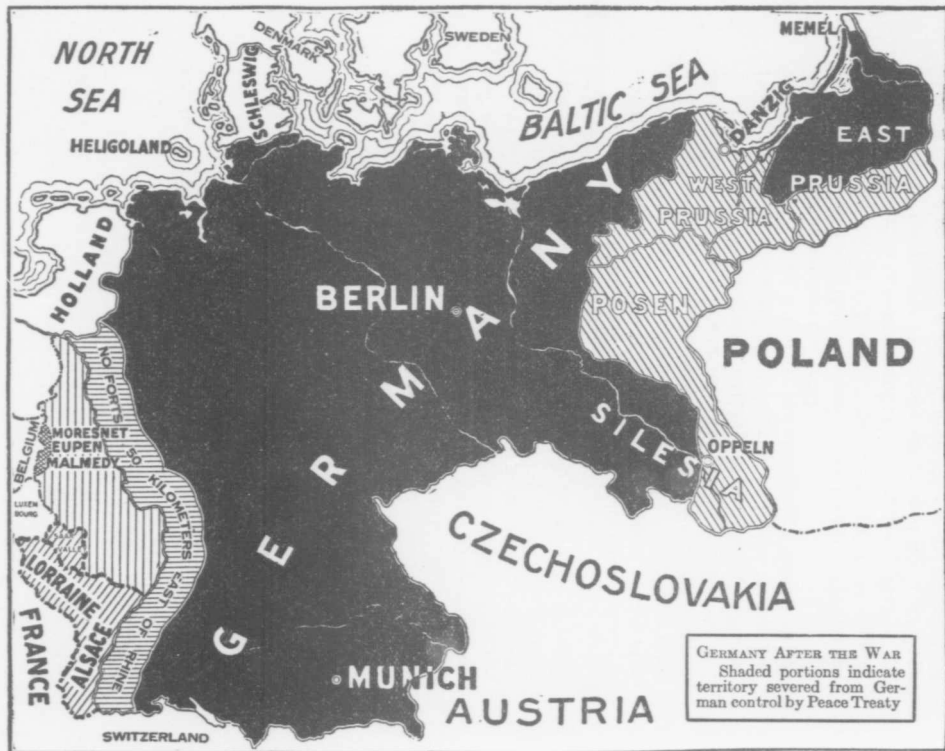 NORTH
SEA
HELIGOLAND
SCHLESWIG
DENMARK
SWEDEN
BALTIC SEA
MEMEL
DANZIG
EAST
PRUSSIA
WEST
PRUSSIA
HOLLAND
BERLIN
GERMANY
POSEN
POLAND
NO FORTS 50 KILOMETERS EAST OF RHINE
BELGIUM
MORESNET
EUPEN
MALMEDY
LUXEM
BOURG
SILESIA
OPPELN
LORRAINE
ALSACE
FRANCE
CZECHOSLOVAKIA
MUNICH
AUSTRIA
SWITZERLAND
GERMANY AFTER THE WAR
Shaded portions indicate
territory severed from Ger-
man control by Peace Treaty